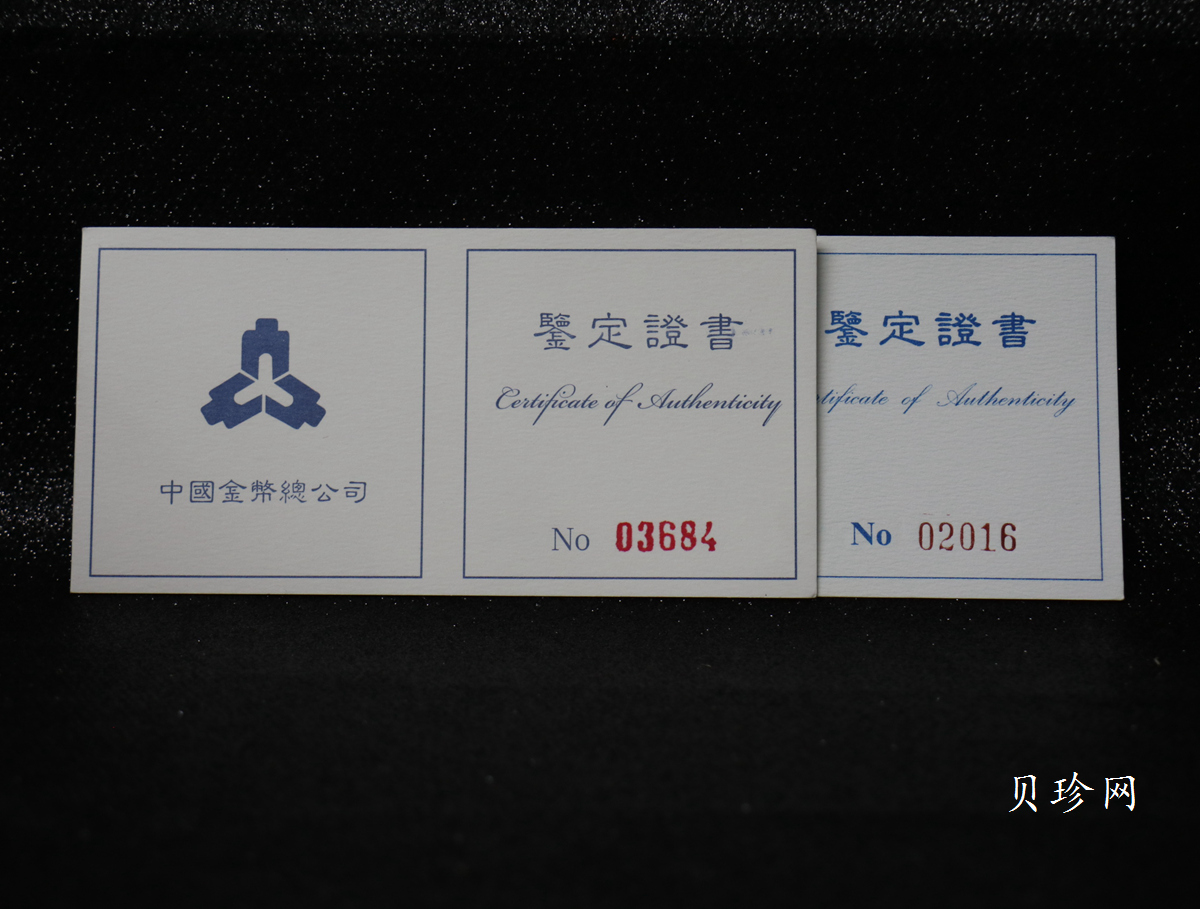 中國金幣總公司
鑒定證書
Certificate of Authenticity
No 03684
鑒定證書
tificate of Authenticity
No 02016
贝珍网